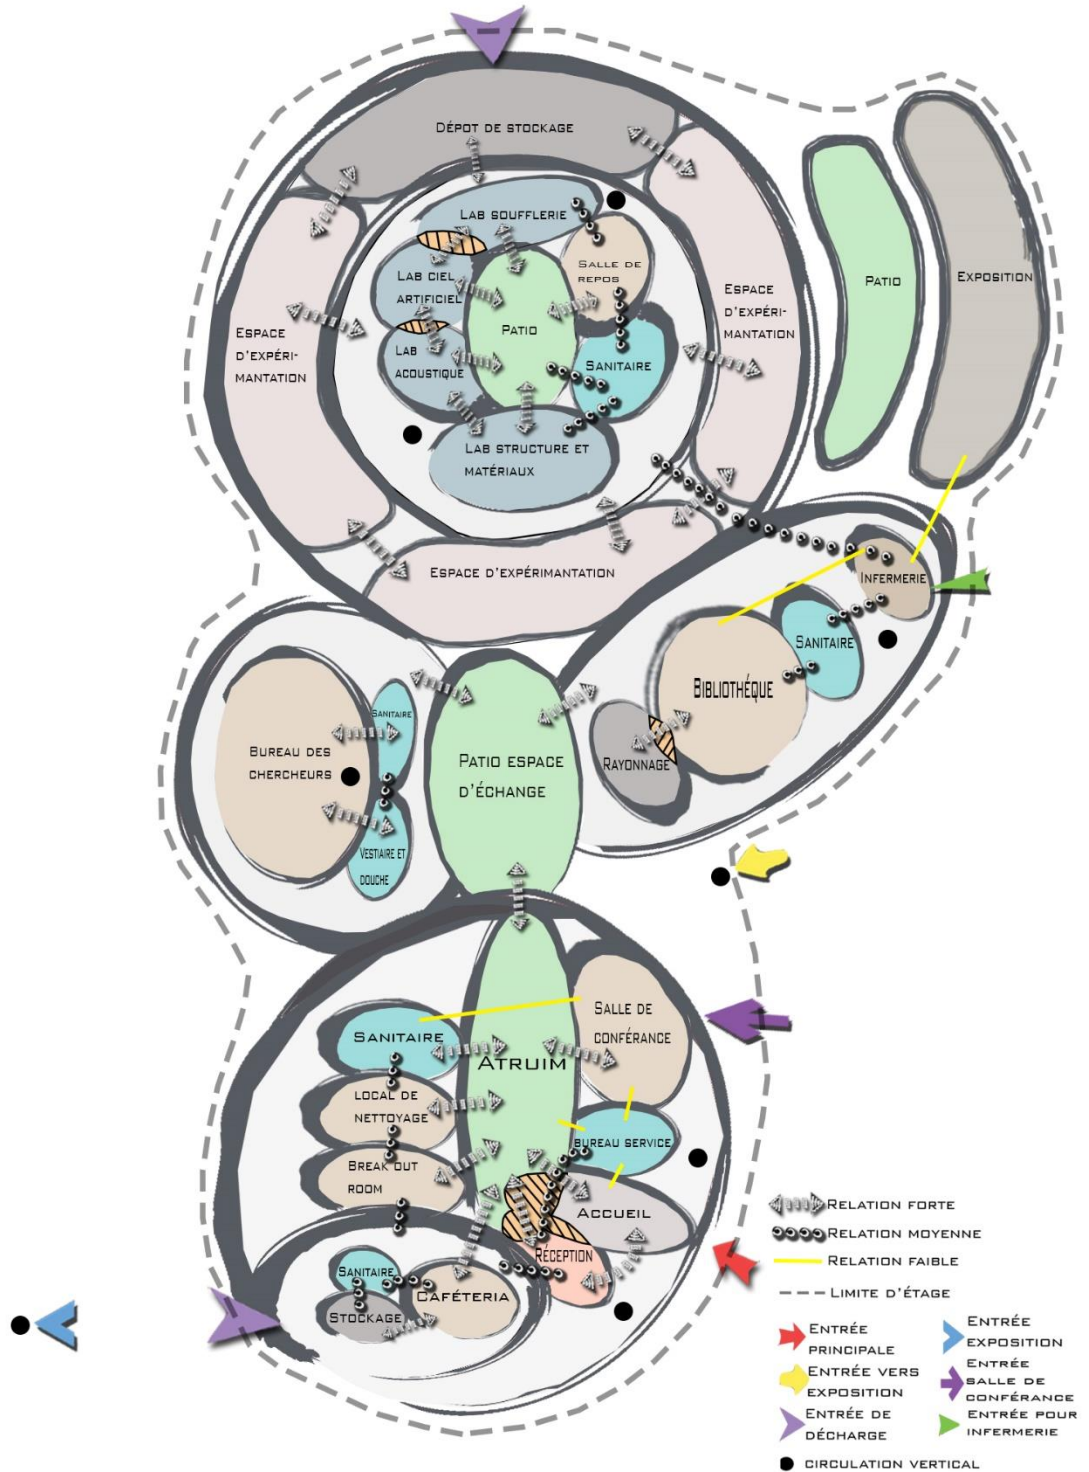 DÉPOT DE STOCKAGE
LAB SOUFFLERIE
SALLE DE
REPOS
LAB CIEL
ARTIFICIEL
PATIO
LAB
ACOUSTIQUE
SANITAIRE
LAB STRUCTURE ET
MATÉRIAUX
ESPACE
D'EXPÉRI-
MANTATION
ESPACE
D'EXPÉRI-
MANTATION
ESPACE D'EXPÉRIMANTATION
PATIO
EXPOSITION
INFERMERIE
SANITAIRE
BIBLIOTHÉQUE
RAYONNAGE
SANITAIRE
BUREAU DES
CHERCHEURS
VESTIAIRE ET
DOUCHE
PATIO ESPACE
D'ÉCHANGE
SALLE DE
CONFÉRANCE
SANITAIRE
ATRUIM
LOCAL DE
NETTOYAGE
BUREAU SERVICE
BREAK OUT
ROOM
ACCUEIL
RÉCEPTION
SANITAIRE
CAFÉTERIA
STOCKAGE
RELATION FORTE
RELATION MOYENNE
RELATION FAIBLE
LIMITE D'ÉTAGE
ENTRÉE
PRINCIPALE
ENTRÉE
EXPOSITION
ENTRÉE VERS
EXPOSITION
ENTRÉE
SALLE DE
CONFÉRANCE
ENTRÉE DE
DÉCHARGE
ENTRÉE POUR
INFERMERIE
CIRCULATION VERTICAL